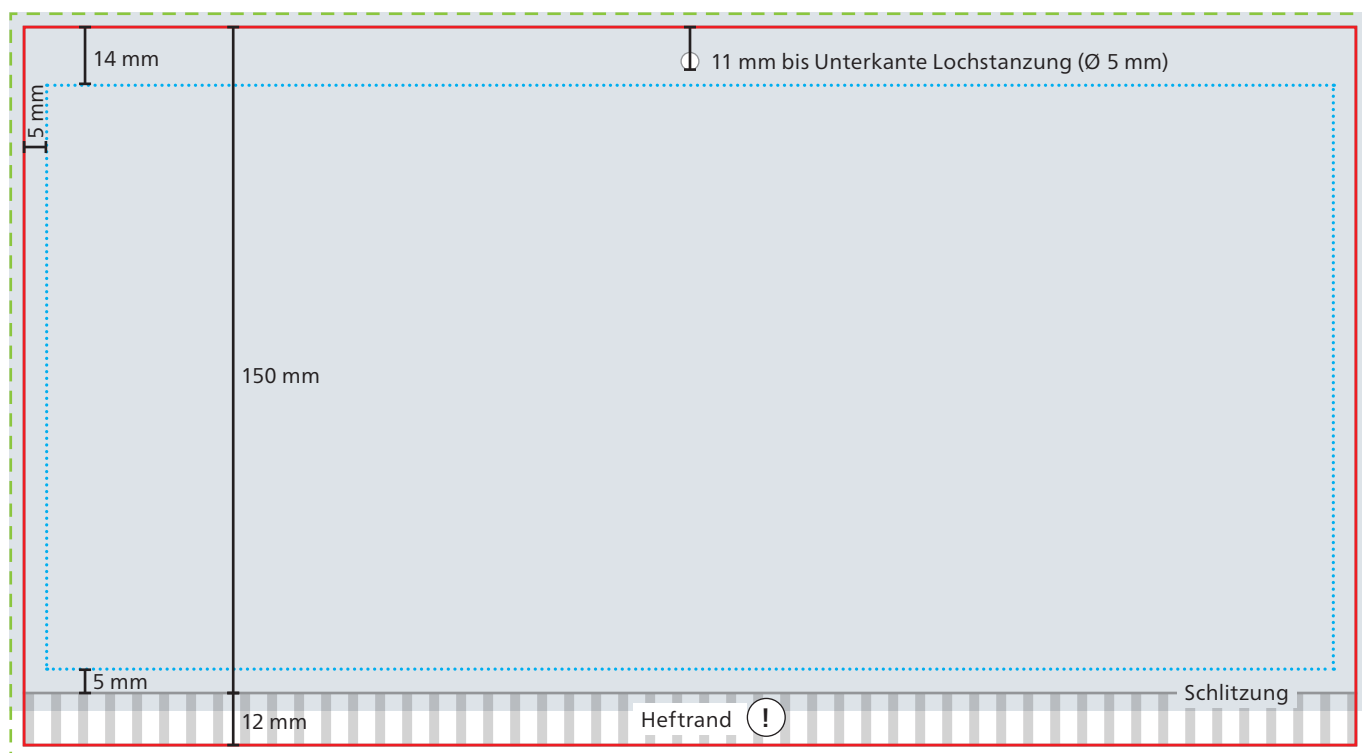 14 mm
11 mm bis Unterkante Lochstanzung (Ø 5 mm)
5 mm
150 mm
5 mm
Schlitzung
12 mm
Heftrand !